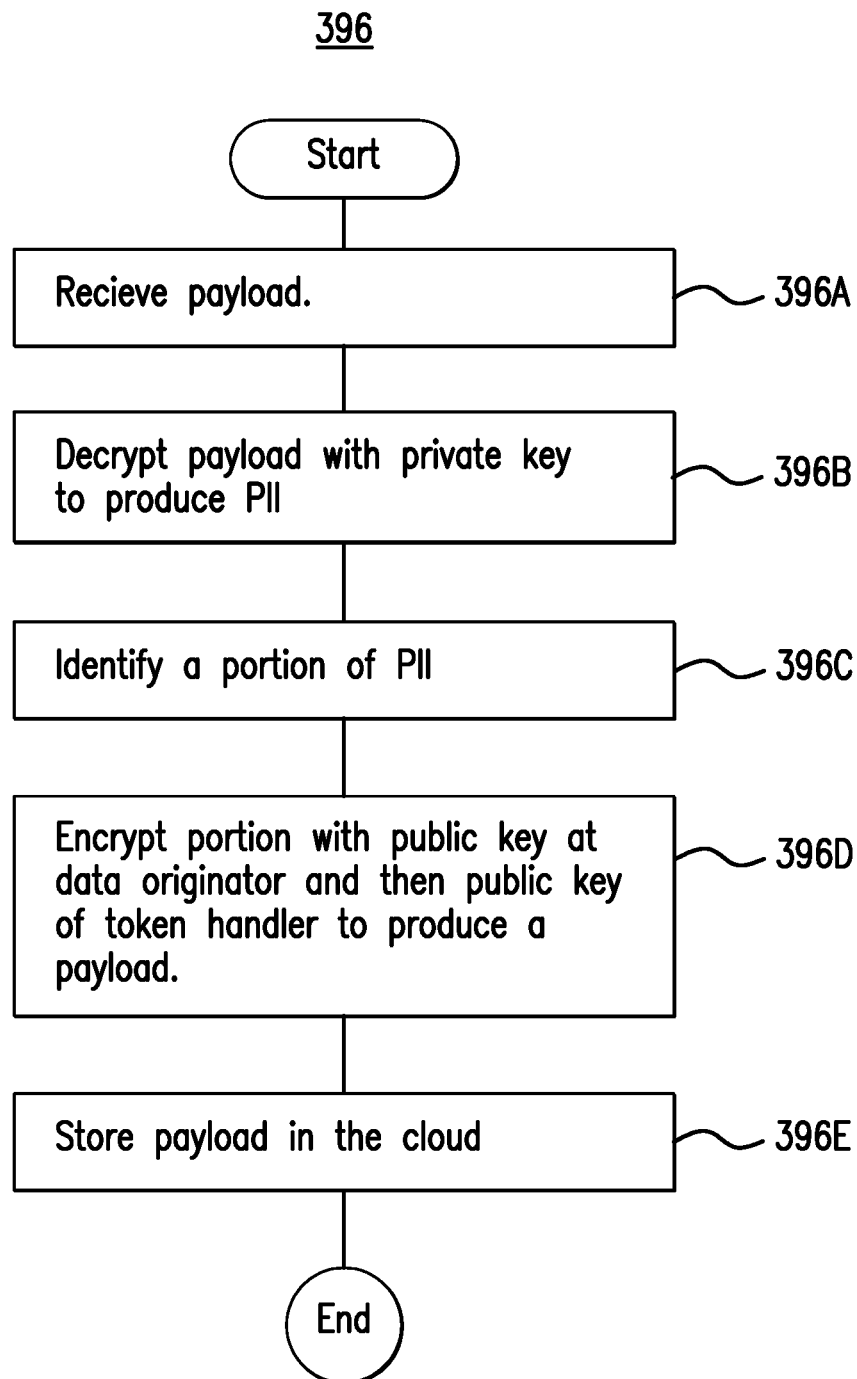 396
Start
Recieve payload.
396A
Decrypt payload with private key
to produce PII
396B
Identify a portion of PII
396C
Encrypt portion with public key at
data originator and then public key
of token handler to produce a
payload.
396D
Store payload in the cloud
396E
End